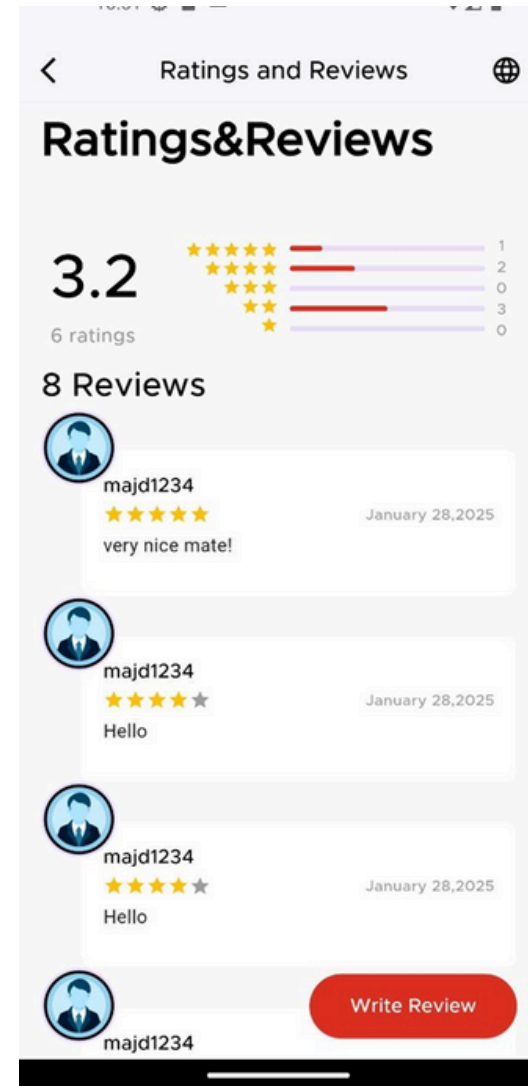 Ratings and Reviews
Ratings&Reviews
3.2
6 ratings
1
2
0
3
0
8 Reviews
majd1234
January 28,2025
very nice mate!
majd1234
January 28,2025
Hello
majd1234
January 28,2025
Hello
majd1234
Write Review